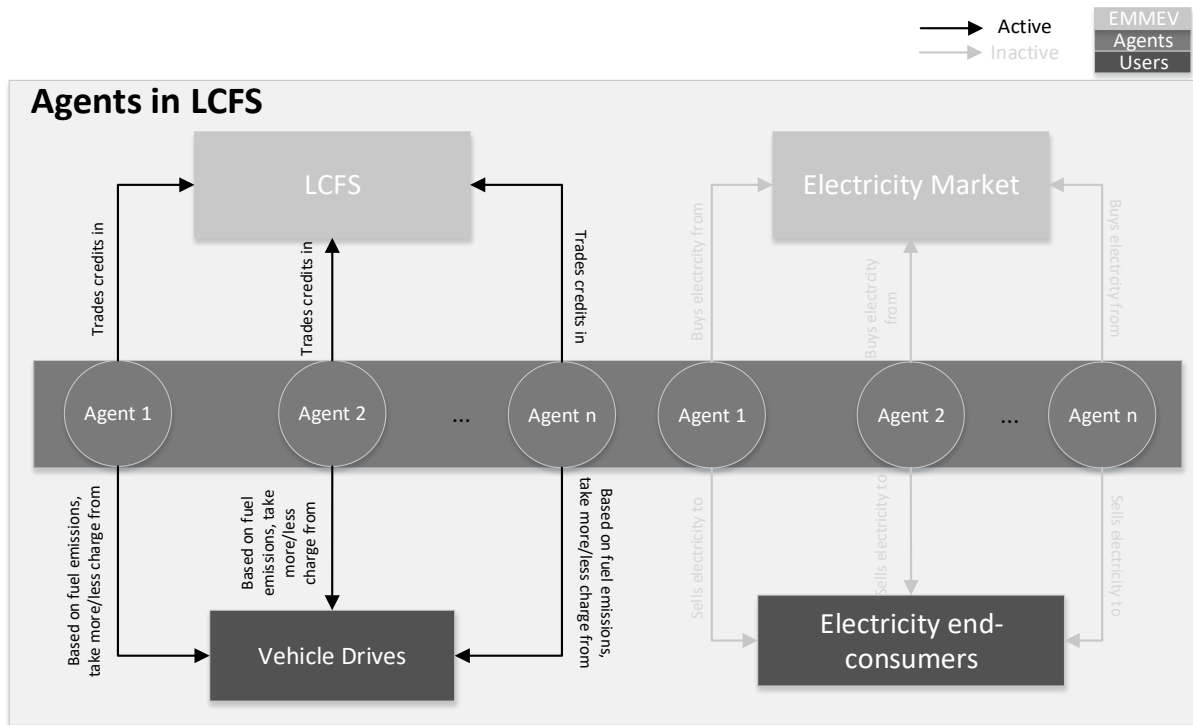 Active
Inactive
EMMEV
Agents
Users
Agents in LCFS
LCFS
Electricity Market
Trades credits in
Trades credits in
Trades credits in
Buys electrcity from
Buys electrcity
from
Buys electrcity from
Agent 1
Agent 2
...
Agent n
Agent 1
Agent 2
...
Agent n
Based on fuel emissions,
take more/less charge from
Based on fuel
emissions, take
more/less
charge from
Based on fuel emissions,
take more/less charge from
Sells electricity to
Sells electricity to
Sells electricity to
Vehicle Drives
Electricity end-
consumers